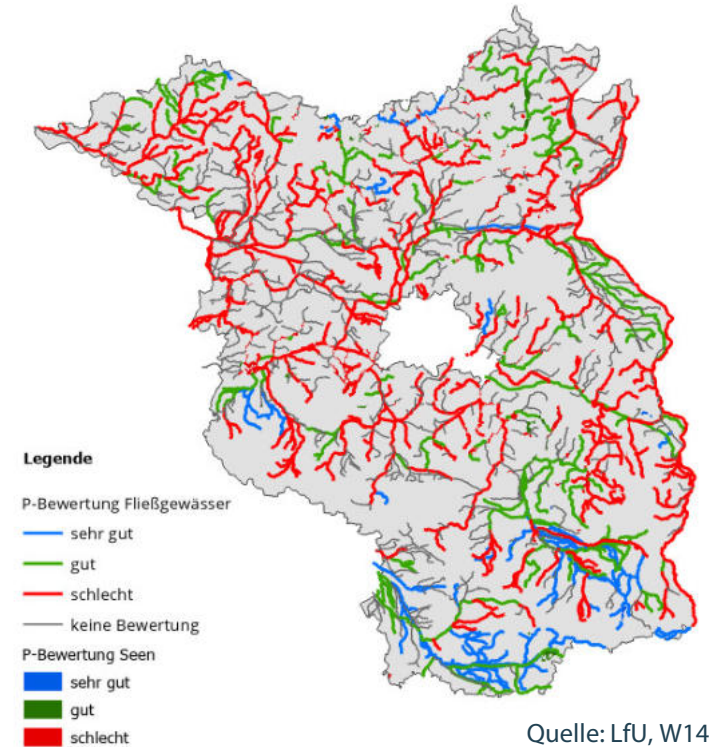 Legende
P-Bewertung Fließgewässer
sehr gut
gut
schlecht
keine Bewertung
P-Bewertung Seen
sehr gut
gut
schlecht
Quelle: LfU, W14